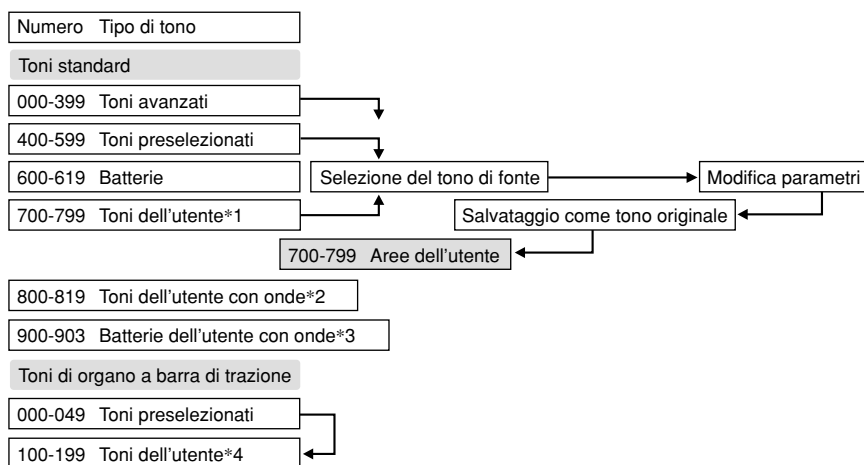 Numero Tipo di tono
Toni standard
000-399 Toni avanzati
400-599 Toni preselezionati
600-619 Batterie
Selezione del tono di fonte
Modifica parametri
700-799 Toni dell'utente*1
Salvataggio come tono originale
700-799 Aree dell'utente
800-819 Toni dell'utente con onde*2
900-903 Batterie dell'utente con onde*3
Toni di organo a barra di trazione
000-049 Toni preselezionati
100-199 Toni dell'utente*4